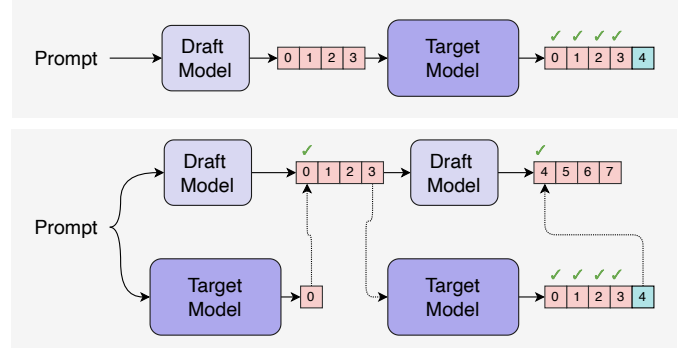 Prompt
Draft
Model
0 1 2 3
Target
Model
✓ ✓ ✓ ✓
0 1 2 3 4
Prompt
Draft
Model
✓
0 1 2 3
Draft
Model
✓
4 5 6 7
Target
Model
0
Target
Model
✓ ✓ ✓ ✓
0 1 2 3 4